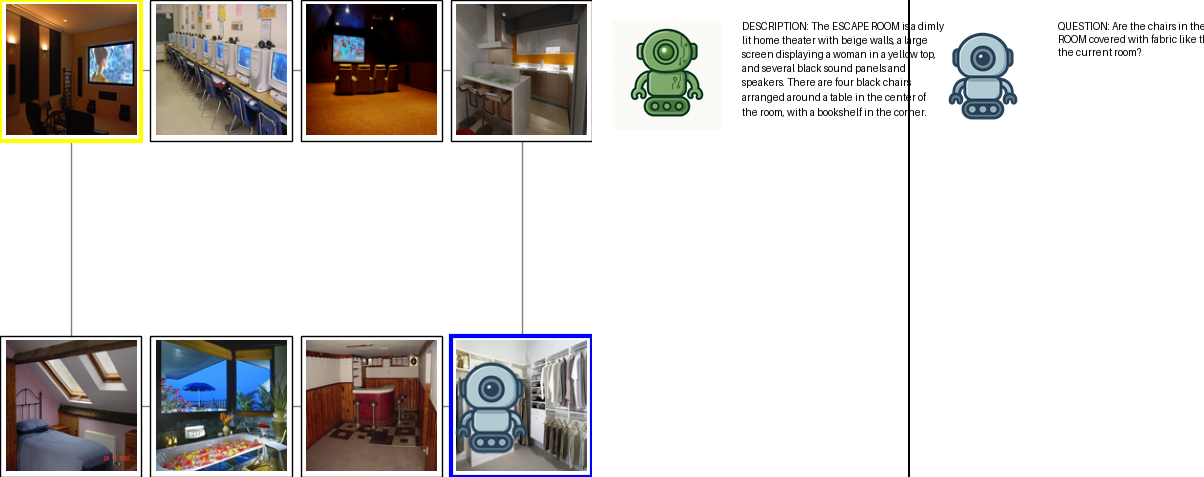 DESCRIPTION: The ESCAPE ROOM is a dimly
lit home theater with beige walls, a large
screen displaying a woman in a yellow top,
and several black sound panels and
speakers. There are four black chairs
arranged around a table in the center of
the room, with a bookshelf in the corner.
QUESTION: Are the chairs in the
ROOM covered with fabric like
the current room?